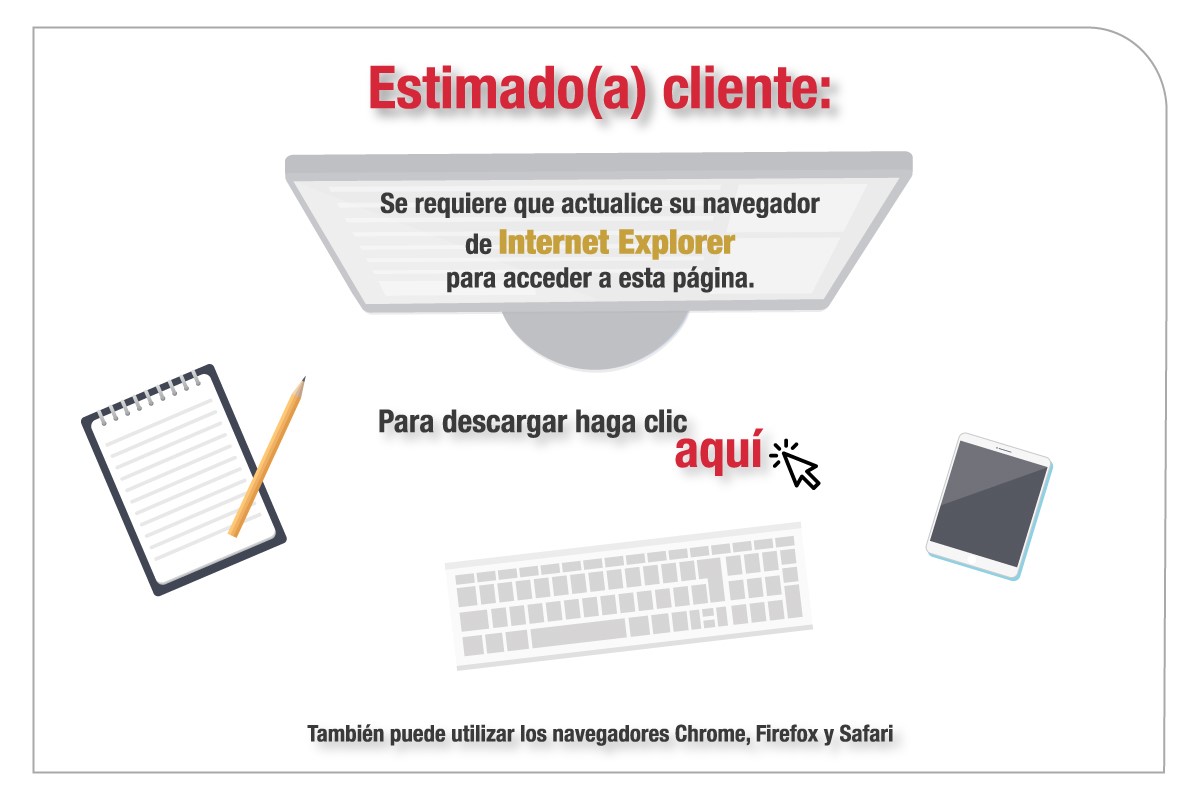 Estimado(a) cliente:
Se requiere que actualice su navegador
de Internet Explorer
para acceder a esta página.
Para descargar haga clic
aquí
También puede utilizar los navegadores Chrome, Firefox y Safari